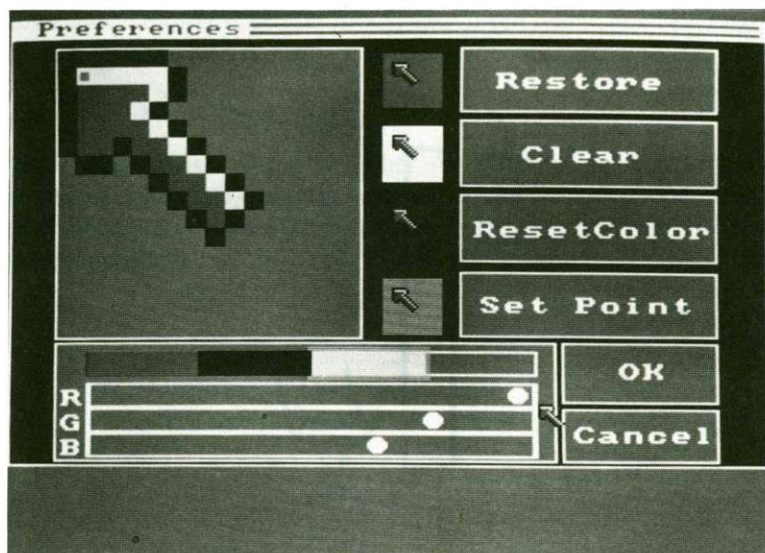 Preferences
Restore
Clear
ResetColor
Set Point
OK
R
G
B
Cancel